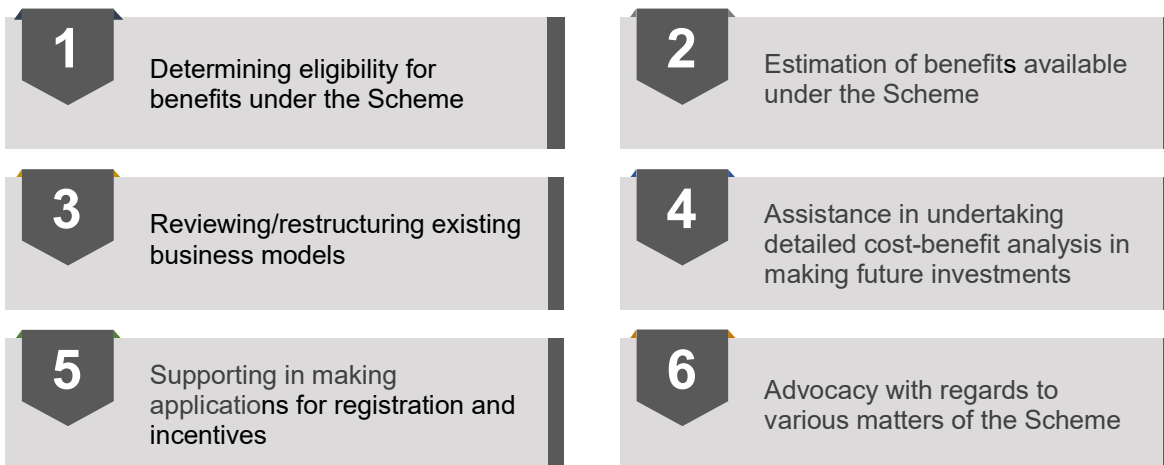 1
Determining eligibility for
benefits under the Scheme
2
Estimation of benefits available
under the Scheme
3
Reviewing/restructuring existing
business models
4
Assistance in undertaking
detailed cost-benefit analysis in
making future investments
5
Supporting in making
applications for registration and
incentives
6
Advocacy with regards to
various matters of the Scheme